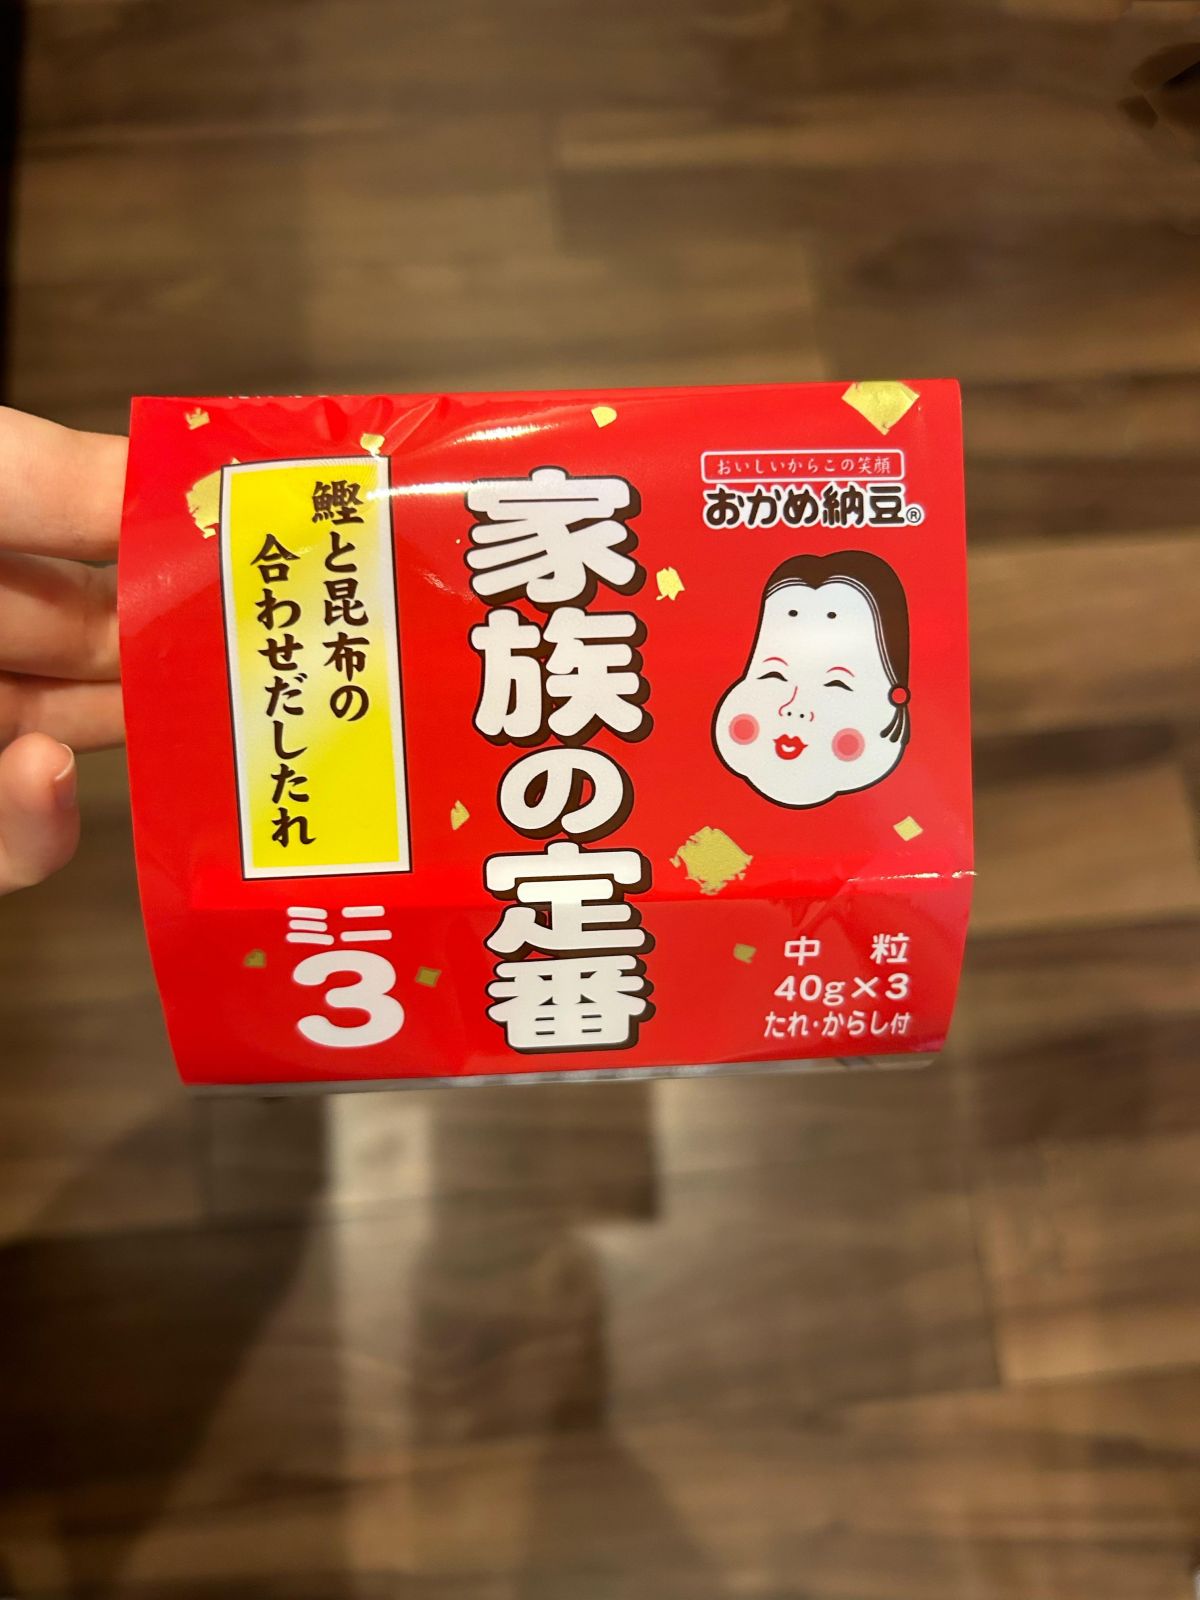 おいしいからこの笑顔
おかめ納豆®
家族の定番
鰹と昆布の
合わせだしたれ
ミニ
3
中粒
40g×3
たれ・からし付